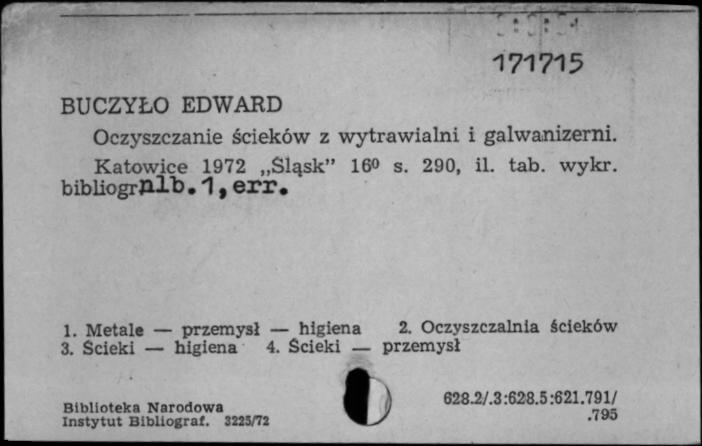 171715
BUCZYŁO EDWARD
Oczyszczanie ścieków z wytrawialni i galwanizerni.
Katowice 1972 „Śląsk” 16⁰ s. 290, il. tab. wykr.
bibliogr nlb. 1, err.
1. Metale — przemysł — higiena 2. Oczyszczalnia ścieków
3. Ścieki — higiena 4. Ścieki — przemysł
Biblioteka Narodowa
Instytut Bibliograf. 3225/72
628.2/.3:628.5:621.791/
.795